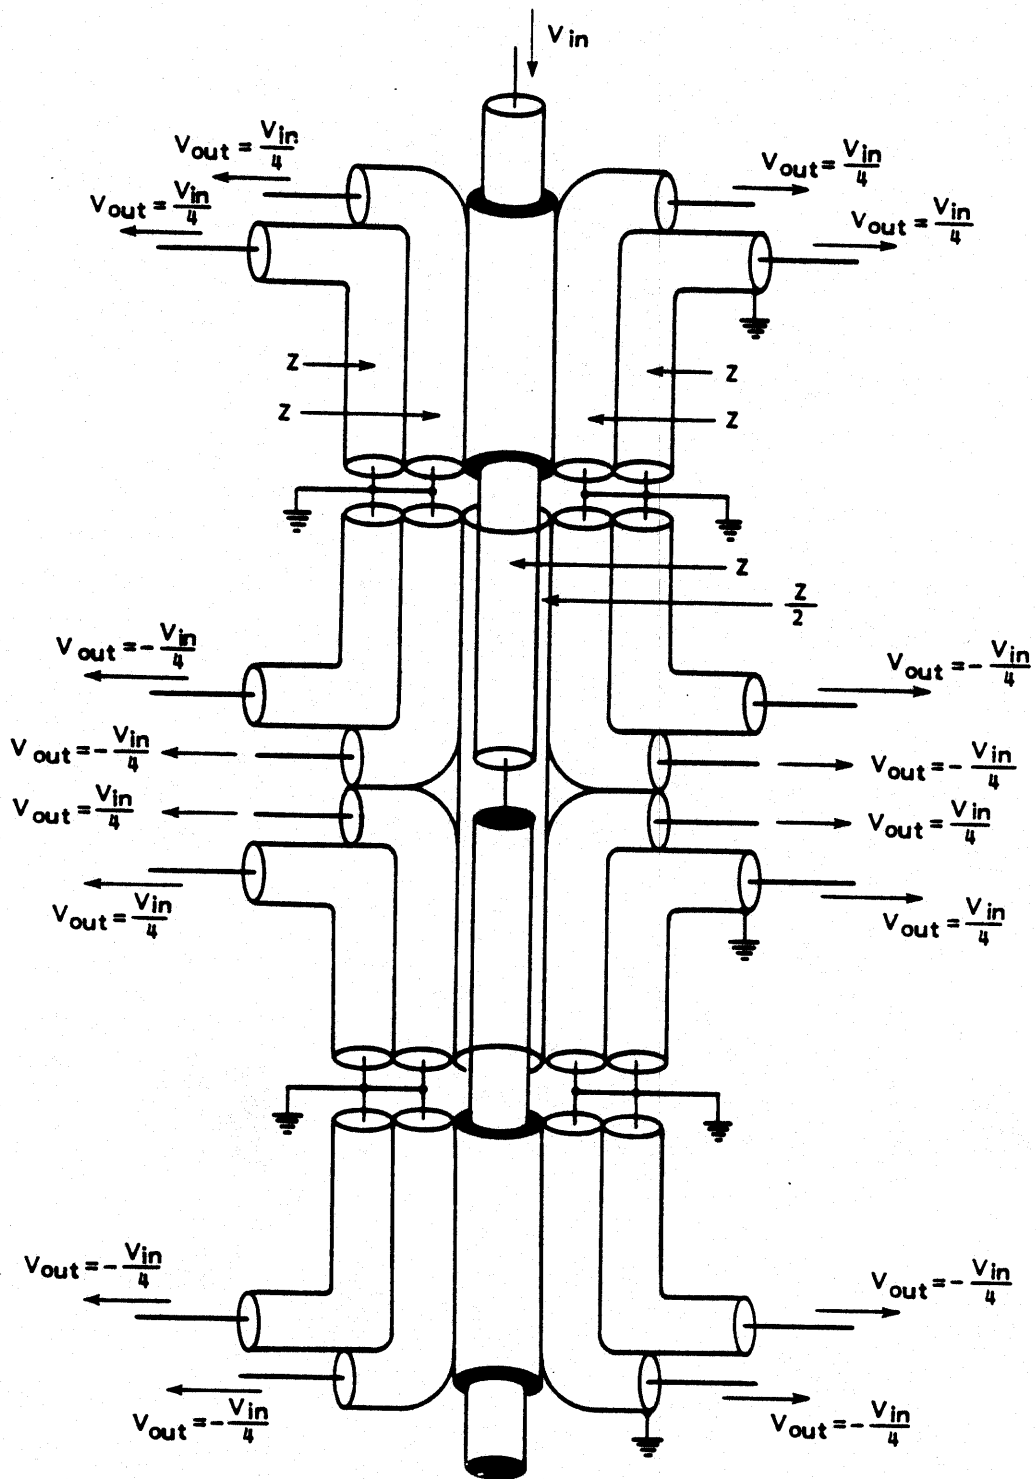 V in
V out = V in / 4
V out = V in / 4
V out = V in / 4
V out = V in / 4
Z
Z
Z
Z
Z
Z / 2
V out = - V in / 4
V out = - V in / 4
V out = - V in / 4
V out = - V in / 4
V out = V in / 4
V out = V in / 4
V out = V in / 4
V out = V in / 4
V out = - V in / 4
V out = - V in / 4
V out = - V in / 4
V out = - V in / 4